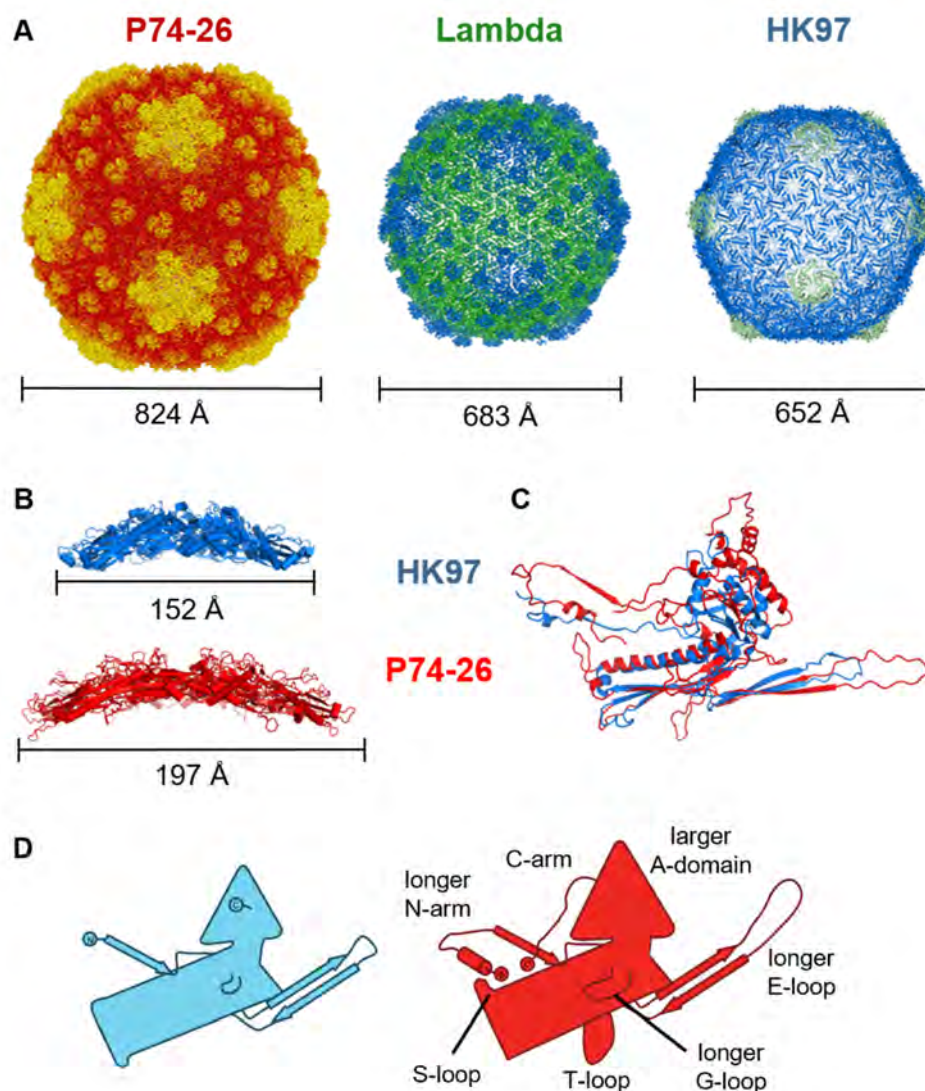 A
P74-26
Lambda
HK97
824 Å
683 Å
652 Å
B
152 Å
HK97
P74-26
197 Å
C
D
C
N
longer
N-arm
C-arm
larger
A-domain
longer
E-loop
S-loop
T-loop
longer
G-loop